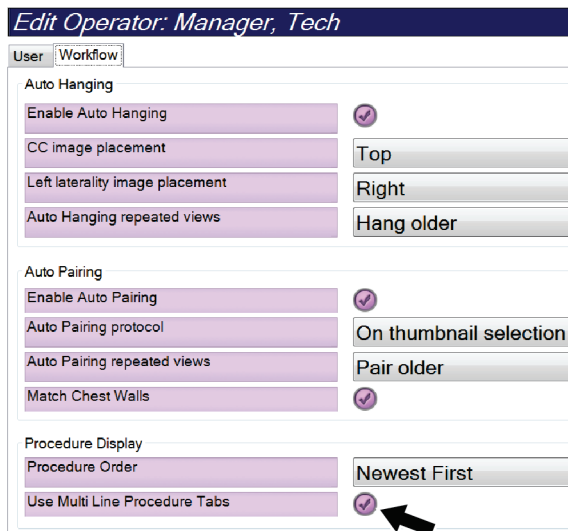 Edit Operator: Manager, Tech
User Workflow
Auto Hanging
Enable Auto Hanging
CC image placement Top
Left laterality image placement Right
Auto Hanging repeated views Hang older
Auto Pairing
Enable Auto Pairing
Auto Pairing protocol On thumbnail selection
Auto Pairing repeated views Pair older
Match Chest Walls
Procedure Display
Procedure Order Newest First
Use Multi Line Procedure Tabs